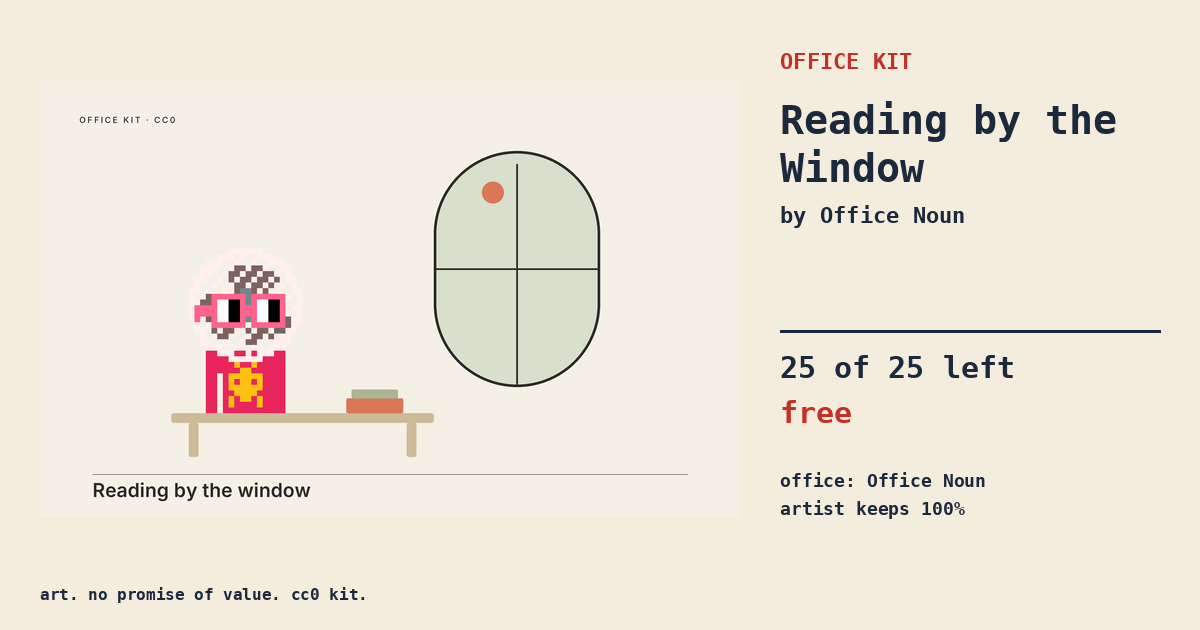 OFFICE KIT · CC0
Reading by the window
OFFICE KIT
Reading by the
Window
by Office Noun
25 of 25 left
free
office: Office Noun
artist keeps 100%
art. no promise of value. cc0 kit.